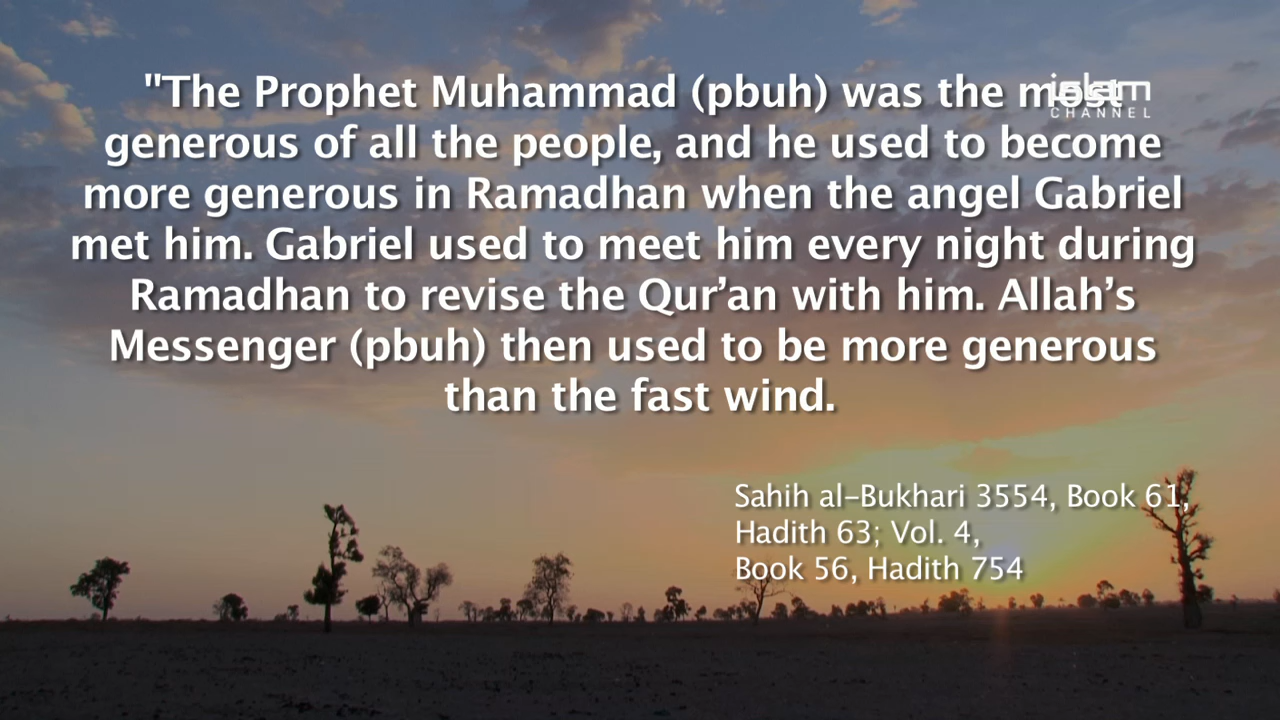 "The Prophet Muhammad (pbuh) was the most
generous of all the people, and he used to become
more generous in Ramadhan when the angel Gabriel
met him. Gabriel used to meet him every night during
Ramadhan to revise the Qur’an with him. Allah’s
Messenger (pbuh) then used to be more generous
than the fast wind.
islam
CHANNEL
Sahih al-Bukhari 3554, Book 61,
Hadith 63; Vol. 4,
Book 56, Hadith 754